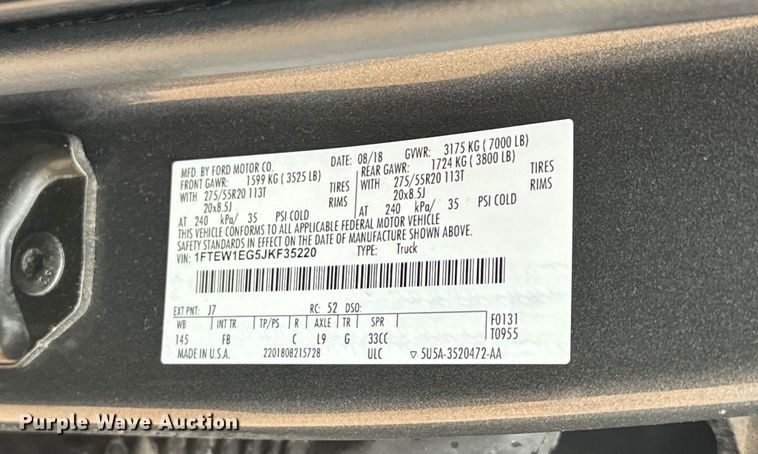 MFD. BY FORD MOTOR CO. DATE: 08/18 GVWR: 3175 KG ( 7000 LB)
FRONT GAWR: 1599 KG ( 3525 LB) REAR GAWR: 1724 KG ( 3800 LB)
WITH 275/55R20 113T TIRES WITH 275/55R20 113T TIRES
20x8.5J RIMS 20x8.5J RIMS
AT 240 kPa/ 35 PSI COLD AT 240 kPa/ 35 PSI COLD
THIS VEHICLE CONFORMS TO ALL APPLICABLE FEDERAL MOTOR VEHICLE
SAFETY STANDARDS IN EFFECT ON THE DATE OF MANUFACTURE SHOWN ABOVE.
VIN: 1FTEW1EG5JKF35220 TYPE: Truck
EXT PNT: J7 RC: 52 DSO:
WB INT TR TP/PS R AXLE TR SPR F0131
145 FB C L9 G 33CC T0955
MADE IN U.S.A. 2201808215728 ULC ▽ 5U5A-3520472-AA
Purple Wave Auction